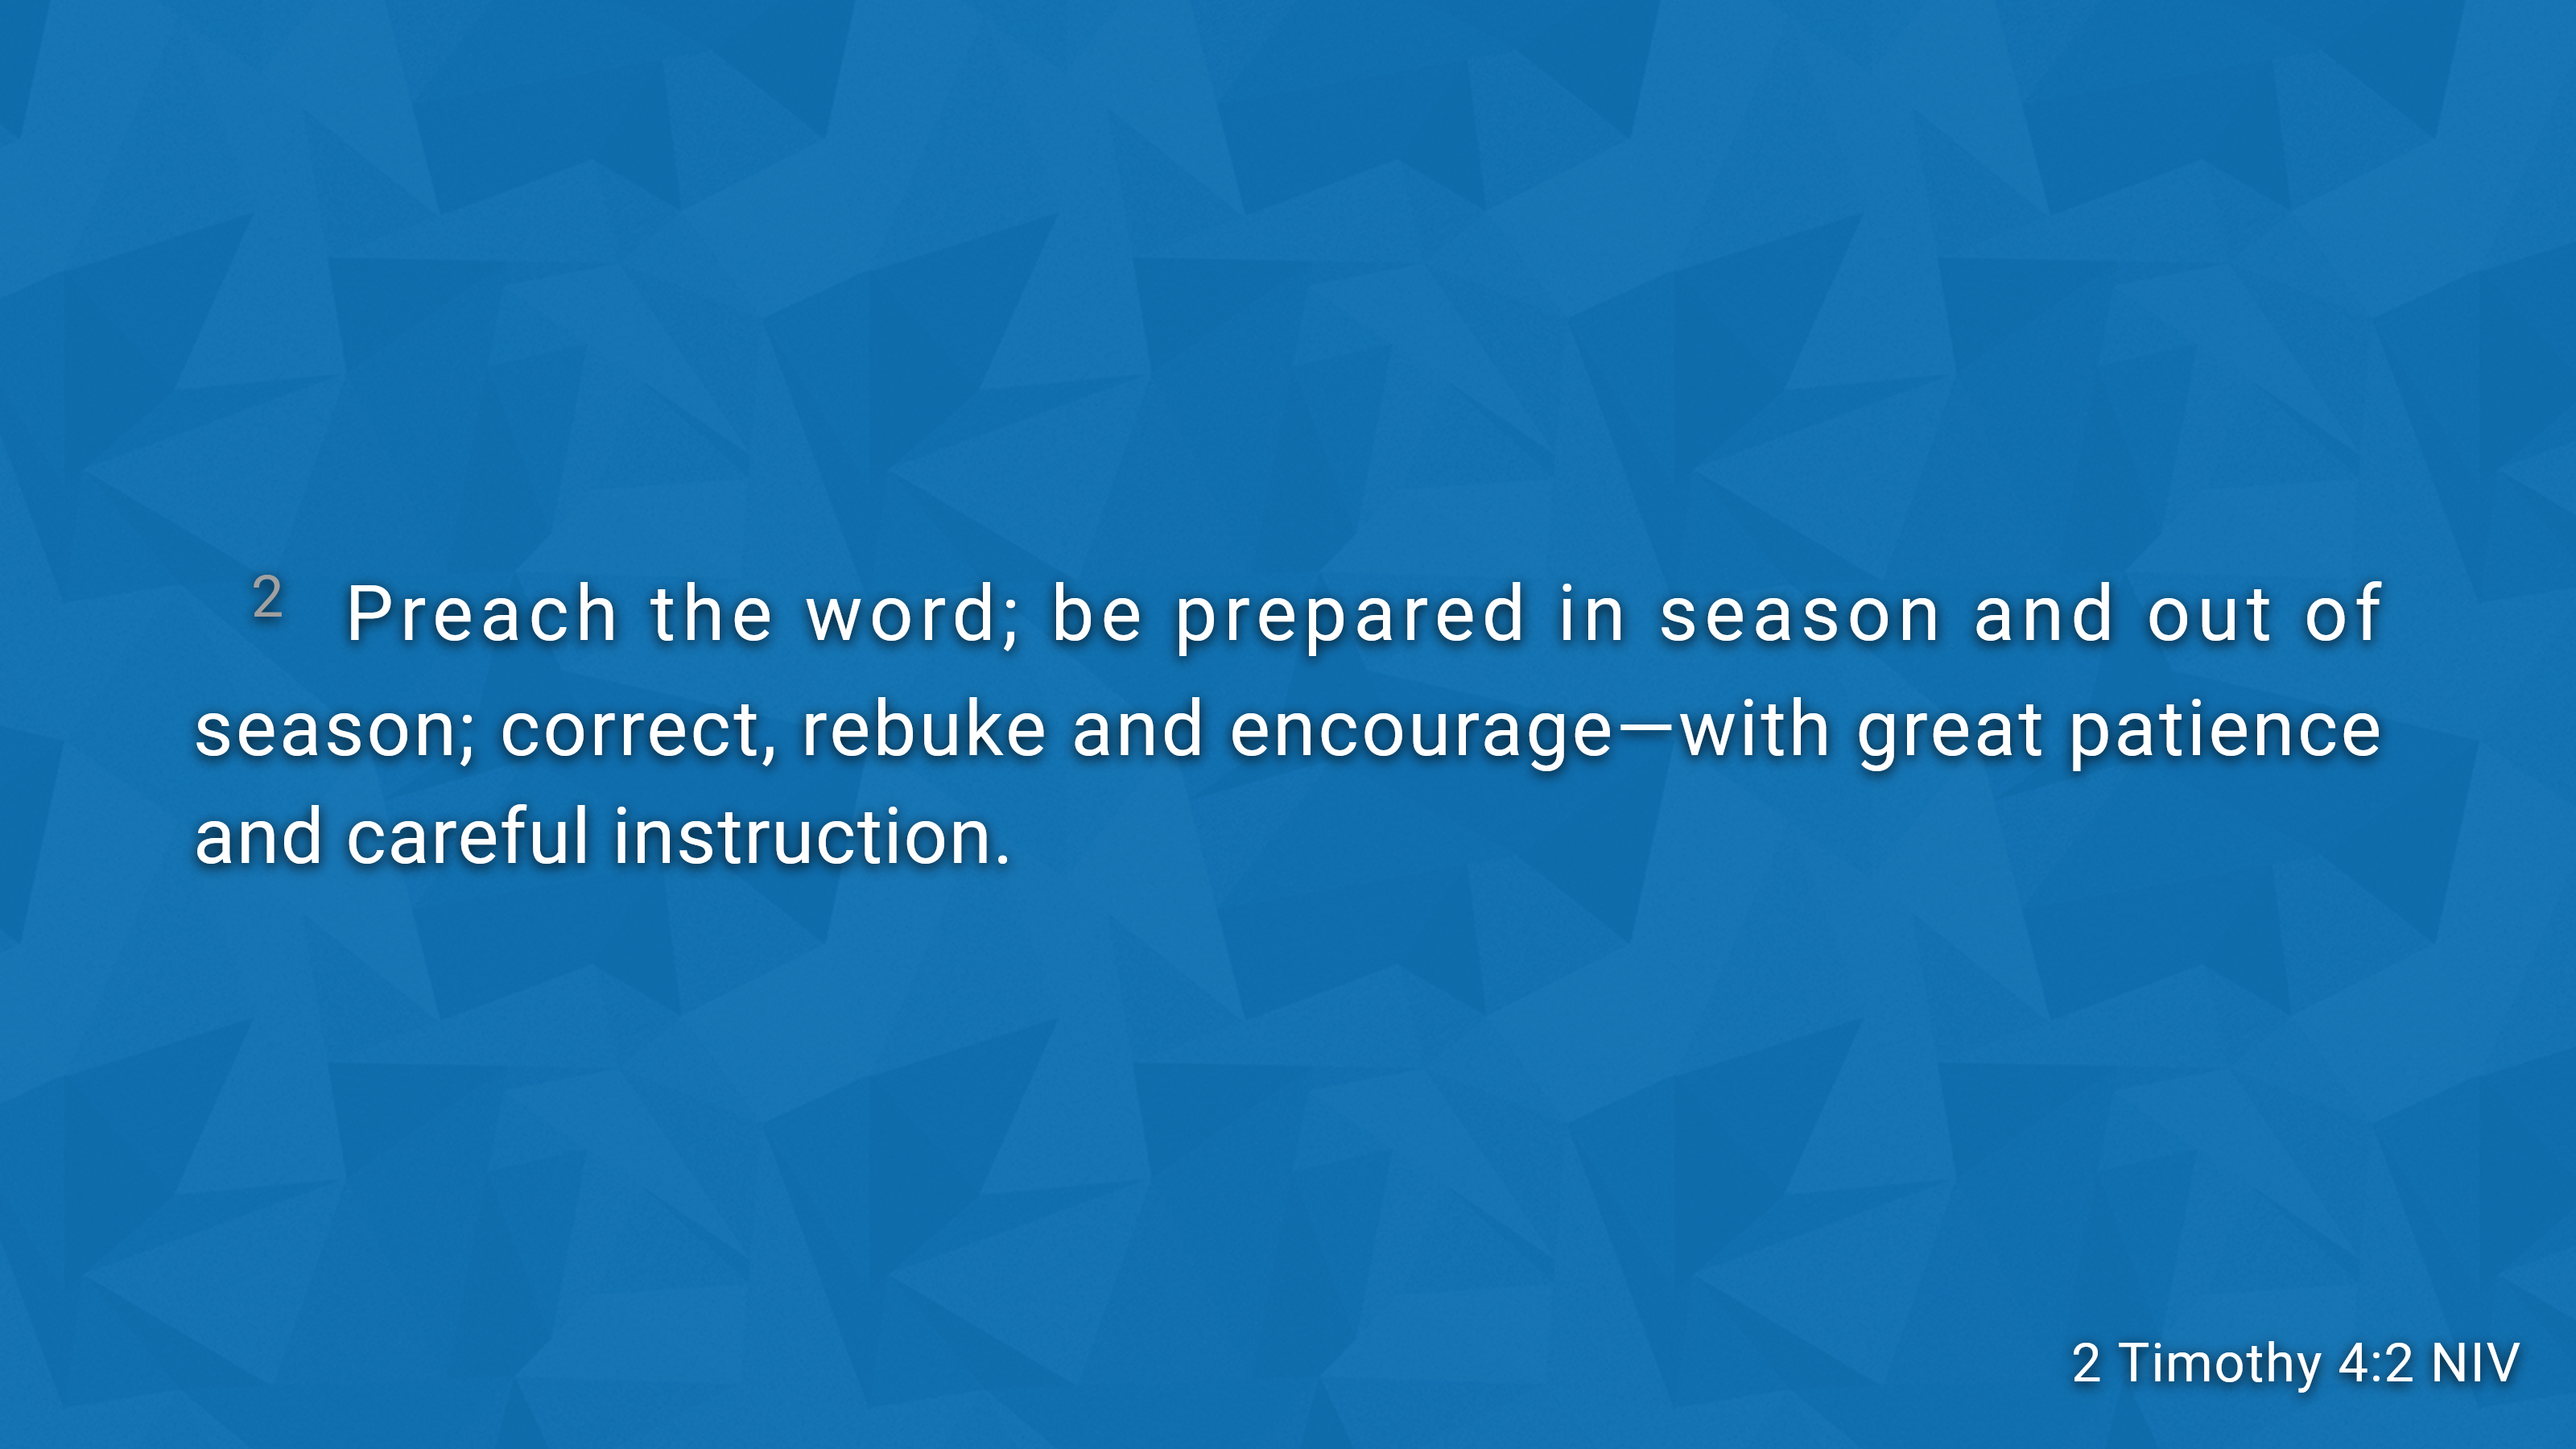 2 Preach the word; be prepared in season and out of
season; correct, rebuke and encourage—with great patience
and careful instruction.
2 Timothy 4:2 NIV